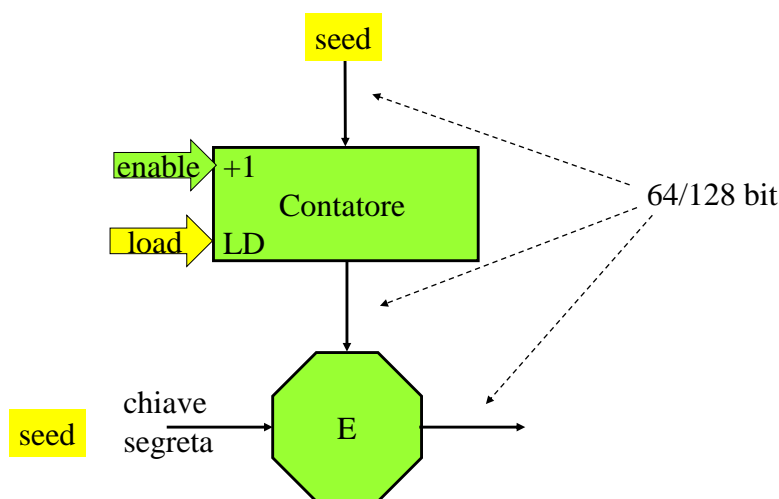 seed
enable +1
Contatore
64/128 bit
load LD
chiave
segreta
seed
E